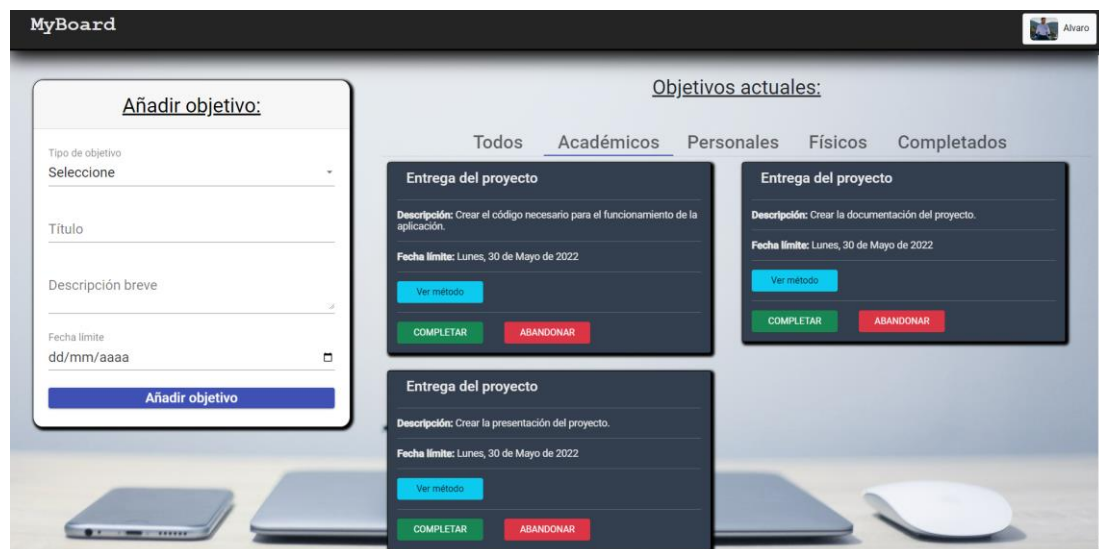 MyBoard
Alvaro
Añadir objetivo:
Tipo de objetivo
Seleccione
Título
Descripción breve
Fecha límite
dd/mm/aaaa
Añadir objetivo
Objetivos actuales:
Todos Académicos Personales Físicos Completados
Entrega del proyecto
Descripción: Crear el código necesario para el funcionamiento de la
aplicación.
Fecha límite: Lunes, 30 de Mayo de 2022
Ver método
COMPLETAR ABANDONAR
Entrega del proyecto
Descripción: Crear la documentación del proyecto.
Fecha límite: Lunes, 30 de Mayo de 2022
Ver método
COMPLETAR ABANDONAR
Entrega del proyecto
Descripción: Crear la presentación del proyecto.
Fecha límite: Lunes, 30 de Mayo de 2022
Ver método
COMPLETAR ABANDONAR